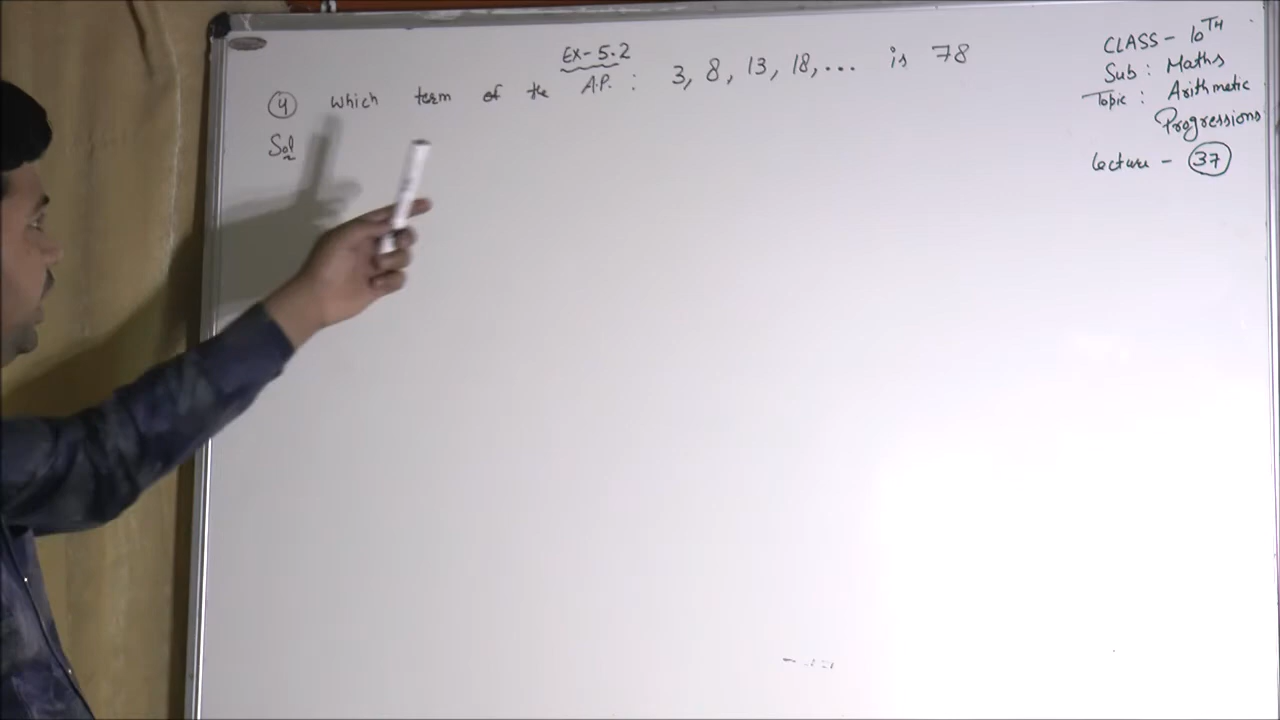 Ex-5.2
④ Which term of the A.P. : 3, 8, 13, 18, ... is 78
Sol
CLASS - 10TH
Sub : Maths
Topic : Arithmetic
Progressions
Lecture - 37